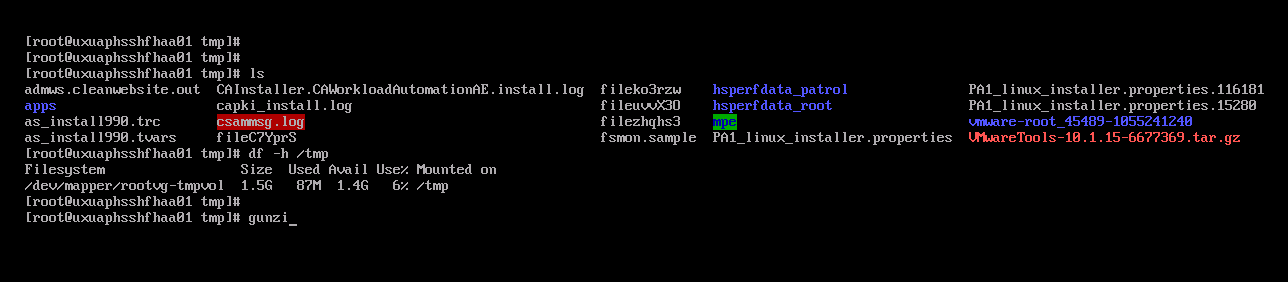 [root@uxuaphsshfhaa01 tmp]#
[root@uxuaphsshfhaa01 tmp]#
[root@uxuaphsshfhaa01 tmp]# ls
admws.cleanwebsite.out  CAInstaller.CAWorkloadAutomationAE.install.log  fileko3rzw    hsperfdata_patrol               PA1_linux_installer.properties.116181
apps                    capki_install.log                               fileuvvX3O    hsperfdata_root                 PA1_linux_installer.properties.15280
as_install990.trc       csammsg.log                                     filezhqhs3    mpe                             vmware-root_45489-1055241240
as_install990.tvars     fileC7YprS                                      fsmon.sample  PA1_linux_installer.properties  VMwareTools-10.1.15-6677369.tar.gz
[root@uxuaphsshfhaa01 tmp]# df -h /tmp
Filesystem                 Size  Used Avail Use% Mounted on
/dev/mapper/rootvg-tmpvol  1.5G   87M  1.4G   6% /tmp
[root@uxuaphsshfhaa01 tmp]#
[root@uxuaphsshfhaa01 tmp]# gunzi_